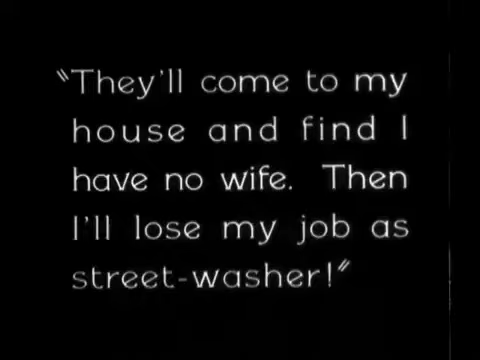 "They'll come to my
house and find I
have no wife. Then
I'll lose my job as
street-washer!"